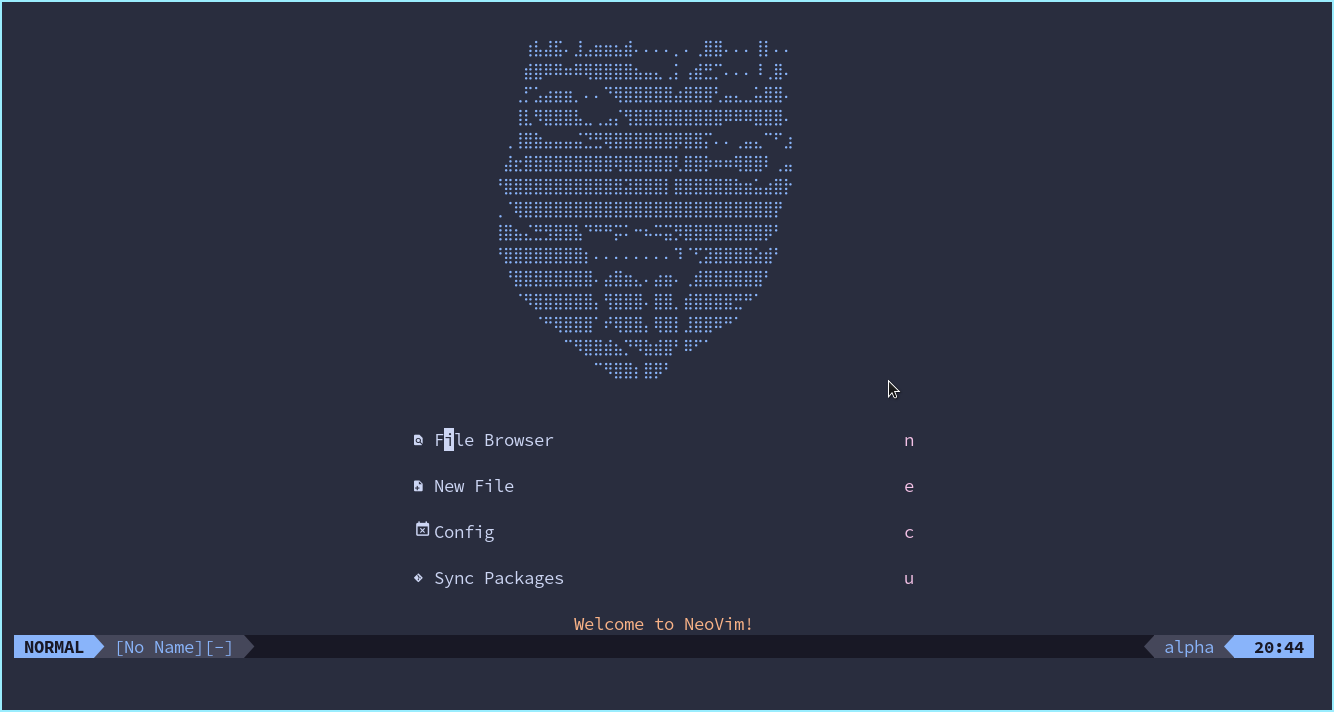 File Browser n
New File e
Config c
Sync Packages u
Welcome to NeoVim!
NORMAL [No Name][-] alpha 20:44